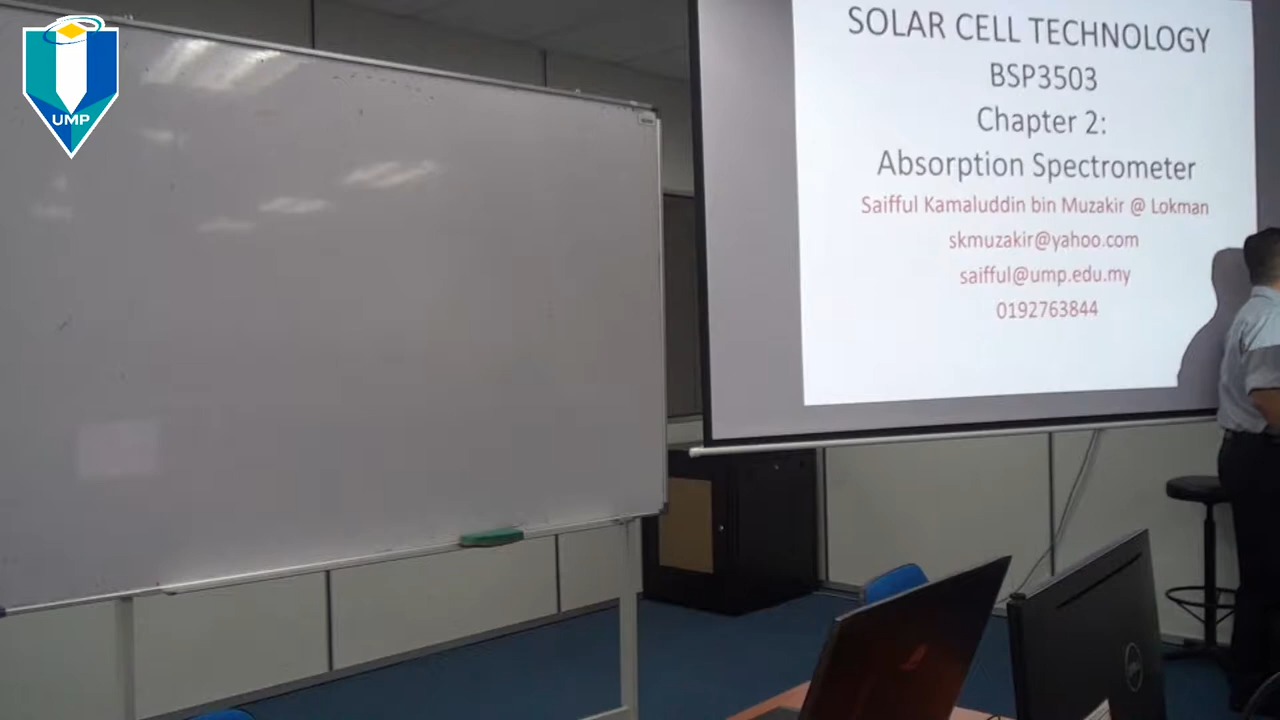 UMP
SOLAR CELL TECHNOLOGY
BSP3503
Chapter 2:
Absorption Spectrometer
Saifful Kamaluddin bin Muzakir @ Lokman
skmuzakir@yahoo.com
saifful@ump.edu.my
0192763844